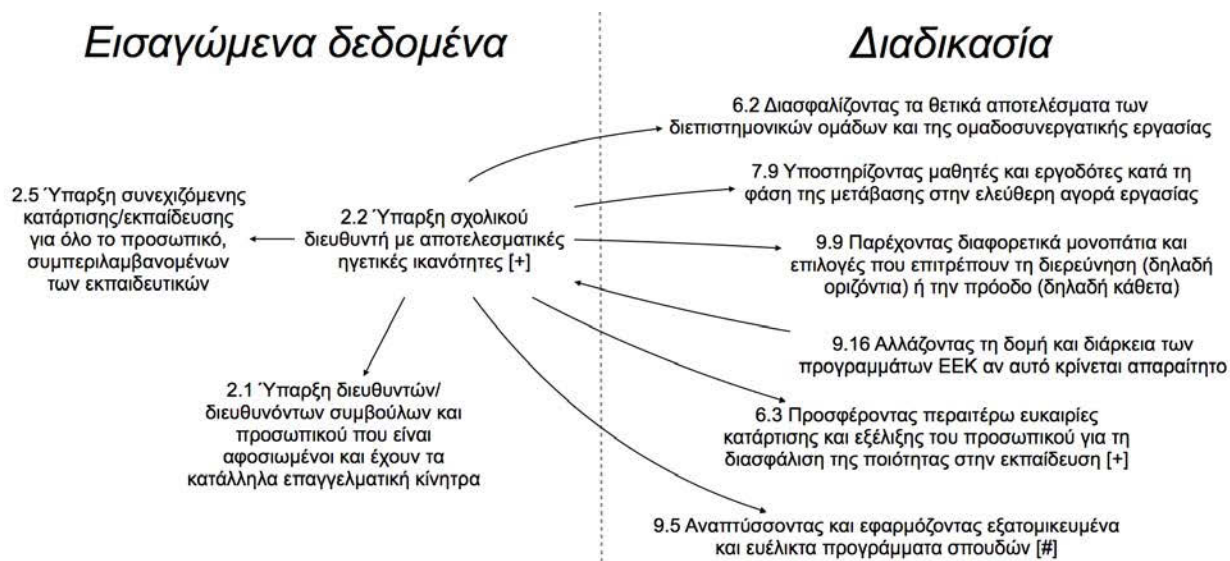 Εισαγώμενα δεδομένα
Διαδικασία
6.2 Διασφαλίζοντας τα θετικά αποτελέσματα των
διεπιστημονικών ομάδων και της ομαδοσυνεργατικής εργασίας
7.9 Υποστηρίζοντας μαθητές και εργοδότες κατά τη
φάση της μετάβασης στην ελεύθερη αγορά εργασίας
2.5 Ύπαρξη συνεχιζόμενης
κατάρτισης/εκπαίδευσης
για όλο το προσωπικό,
συμπεριλαμβανομένων
των εκπαιδευτικών
2.2 Ύπαρξη σχολικού
διευθυντή με αποτελεσματικές
ηγετικές ικανότητες [+]
9.9 Παρέχοντας διαφορετικά μονοπάτια και
επιλογές που επιτρέπουν τη διερεύνηση (δηλαδή
οριζόντια) ή την πρόοδο (δηλαδή κάθετα)
9.16 Αλλάζοντας τη δομή και διάρκεια των
προγραμμάτων ΕΕΚ αν αυτό κρίνεται απαραίτητο
2.1 Ύπαρξη διευθυντών/
διευθυνόντων συμβούλων και
προσωπικού που είναι
αφοσιωμένοι και έχουν τα
κατάλληλα επαγγελματική κίνητρα
6.3 Προσφέροντας περαιτέρω ευκαιρίες
κατάρτισης και εξέλιξης του προσωπικού για τη
διασφάλιση της ποιότητας στην εκπαίδευση [+]
9.5 Αναπτύσσοντας και εφαρμόζοντας εξατομικευμένα
και ευέλικτα προγράμματα σπουδών [#]